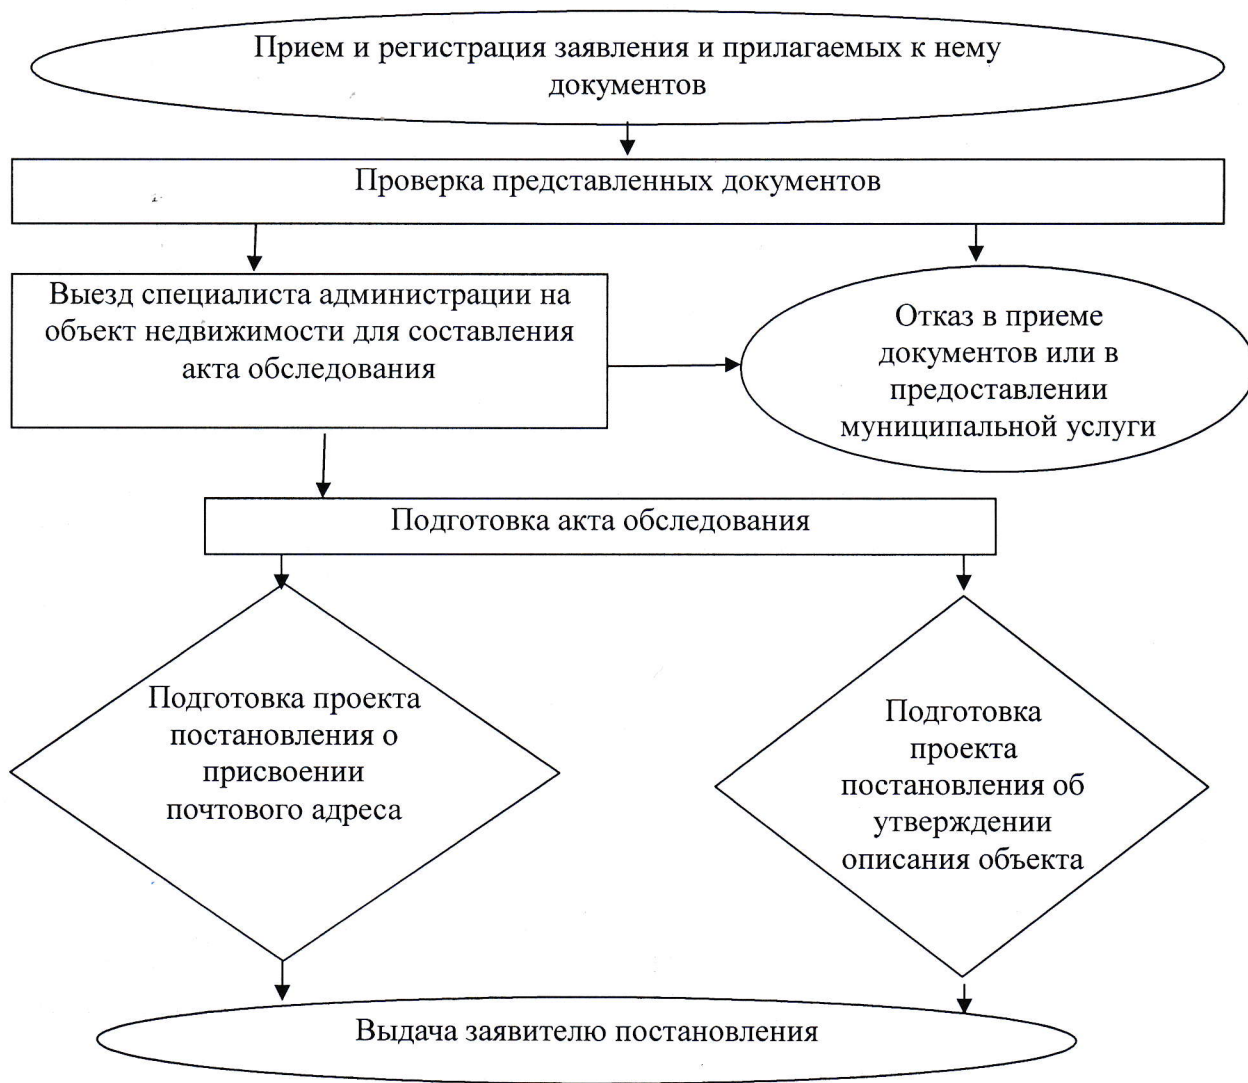 Прием и регистрация заявления и прилагаемых к нему
документов
Проверка представленных документов
Выезд специалиста администрации на
объект недвижимости для составления
акта обследования
Отказ в приеме
документов или в
предоставлении
муниципальной услуги
Подготовка акта обследования
Подготовка проекта
постановления о
присвоении
почтового адреса
Подготовка
проекта
постановления об
утверждении
описания объекта
Выдача заявителю постановления